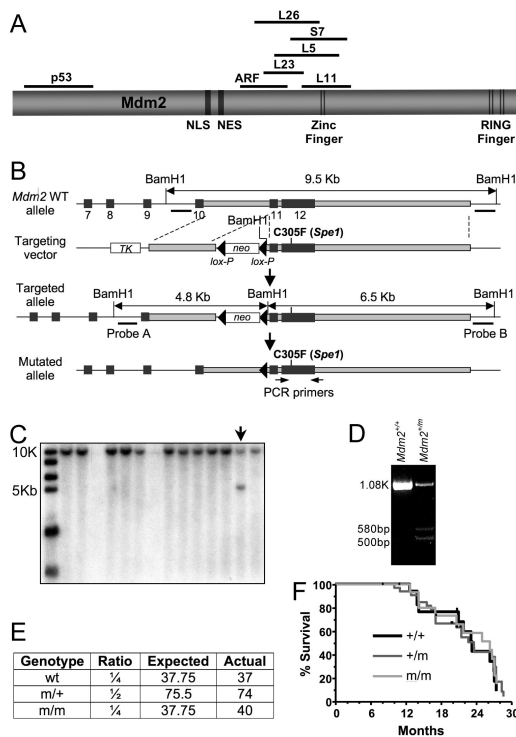 A
L26
S7
L5
L23
p53
ARF
L11
Mdm2
NLS
NES
Zinc
Finger
RING
Finger
B
BamH1
9.5 Kb
BamH1
Mdm2 WT
allele
7
8
9
10
11
12
BamH1
C305F (Spe1)
Targeting
vector
TK
neo
lox-P
lox-P
Targeted
allele
BamH1
4.8 Kb
BamH1
6.5 Kb
BamH1
neo
Probe A
Probe B
C305F (Spe1)
Mutated
allele
PCR primers
C
10K
5Kb
D
Mdm2+/+
Mdm2+/m
1.08K
580bp
500bp
E
Genotype Ratio Expected Actual
wt ¼ 37.75 37
m/+ ½ 75.5 74
m/m ¼ 37.75 40
F
% Survival
100
80
60
40
20
0
+/+
+/m
m/m
0 6 12 18 24 30
Months